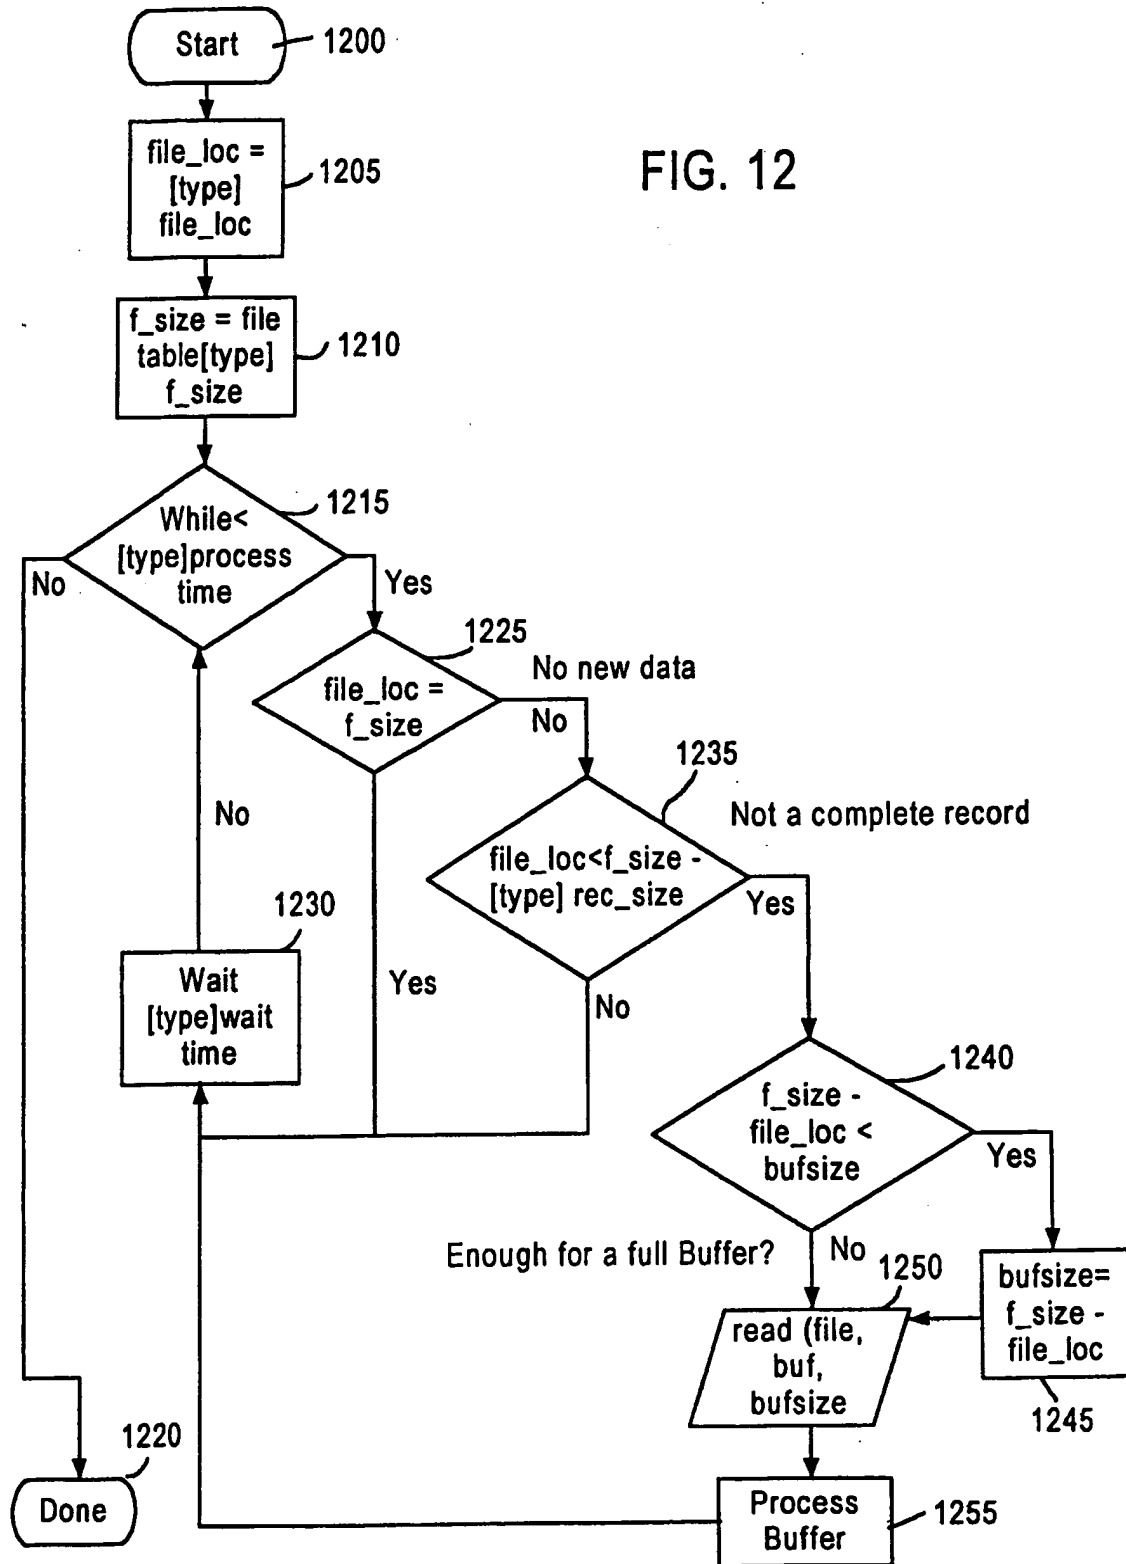 Start
1200
file_loc =
[type]
file_loc
1205
FIG. 12
f_size = file
table[type]
f_size
1210
While<
[type]process
time
1215
No
Yes
file_loc =
f_size
1225
No new data
No
Yes
file_loc<f_size -
[type] rec_size
1235
Not a complete record
Yes
No
No
1230
Wait
[type]wait
time
f_size -
file_loc <
bufsize
1240
Yes
No
Enough for a full Buffer?
bufsize=
f_size -
file_loc
1245
1250
read (file,
buf,
bufsize
1220
Done
Process
Buffer
1255